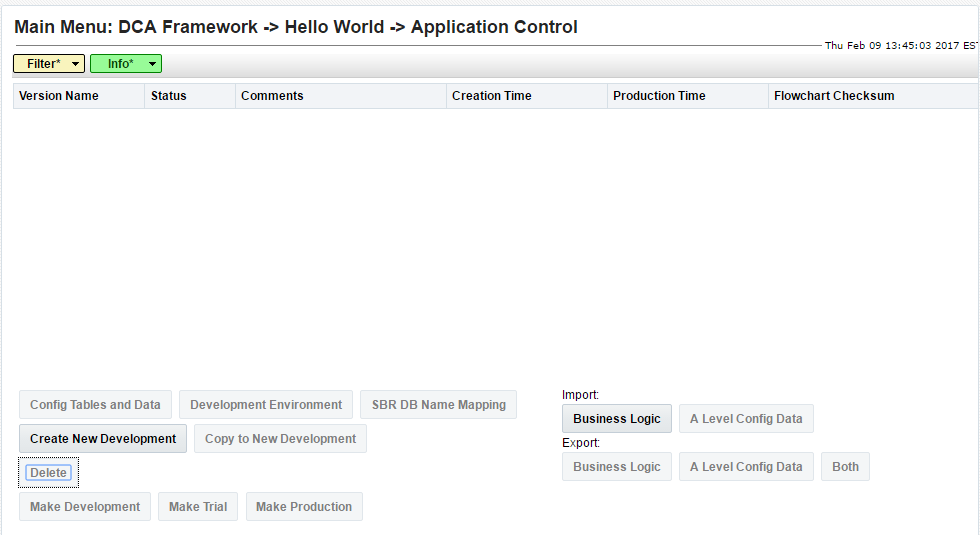 Main Menu: DCA Framework -> Hello World -> Application Control
Thu Feb 09 13:45:03 2017 EST
Filter* Info*
Version Name Status Comments Creation Time Production Time Flowchart Checksum
Config Tables and Data Development Environment SBR DB Name Mapping
Import:
Create New Development Copy to New Development
Business Logic A Level Config Data
Export:
Delete
Business Logic A Level Config Data Both
Make Development Make Trial Make Production